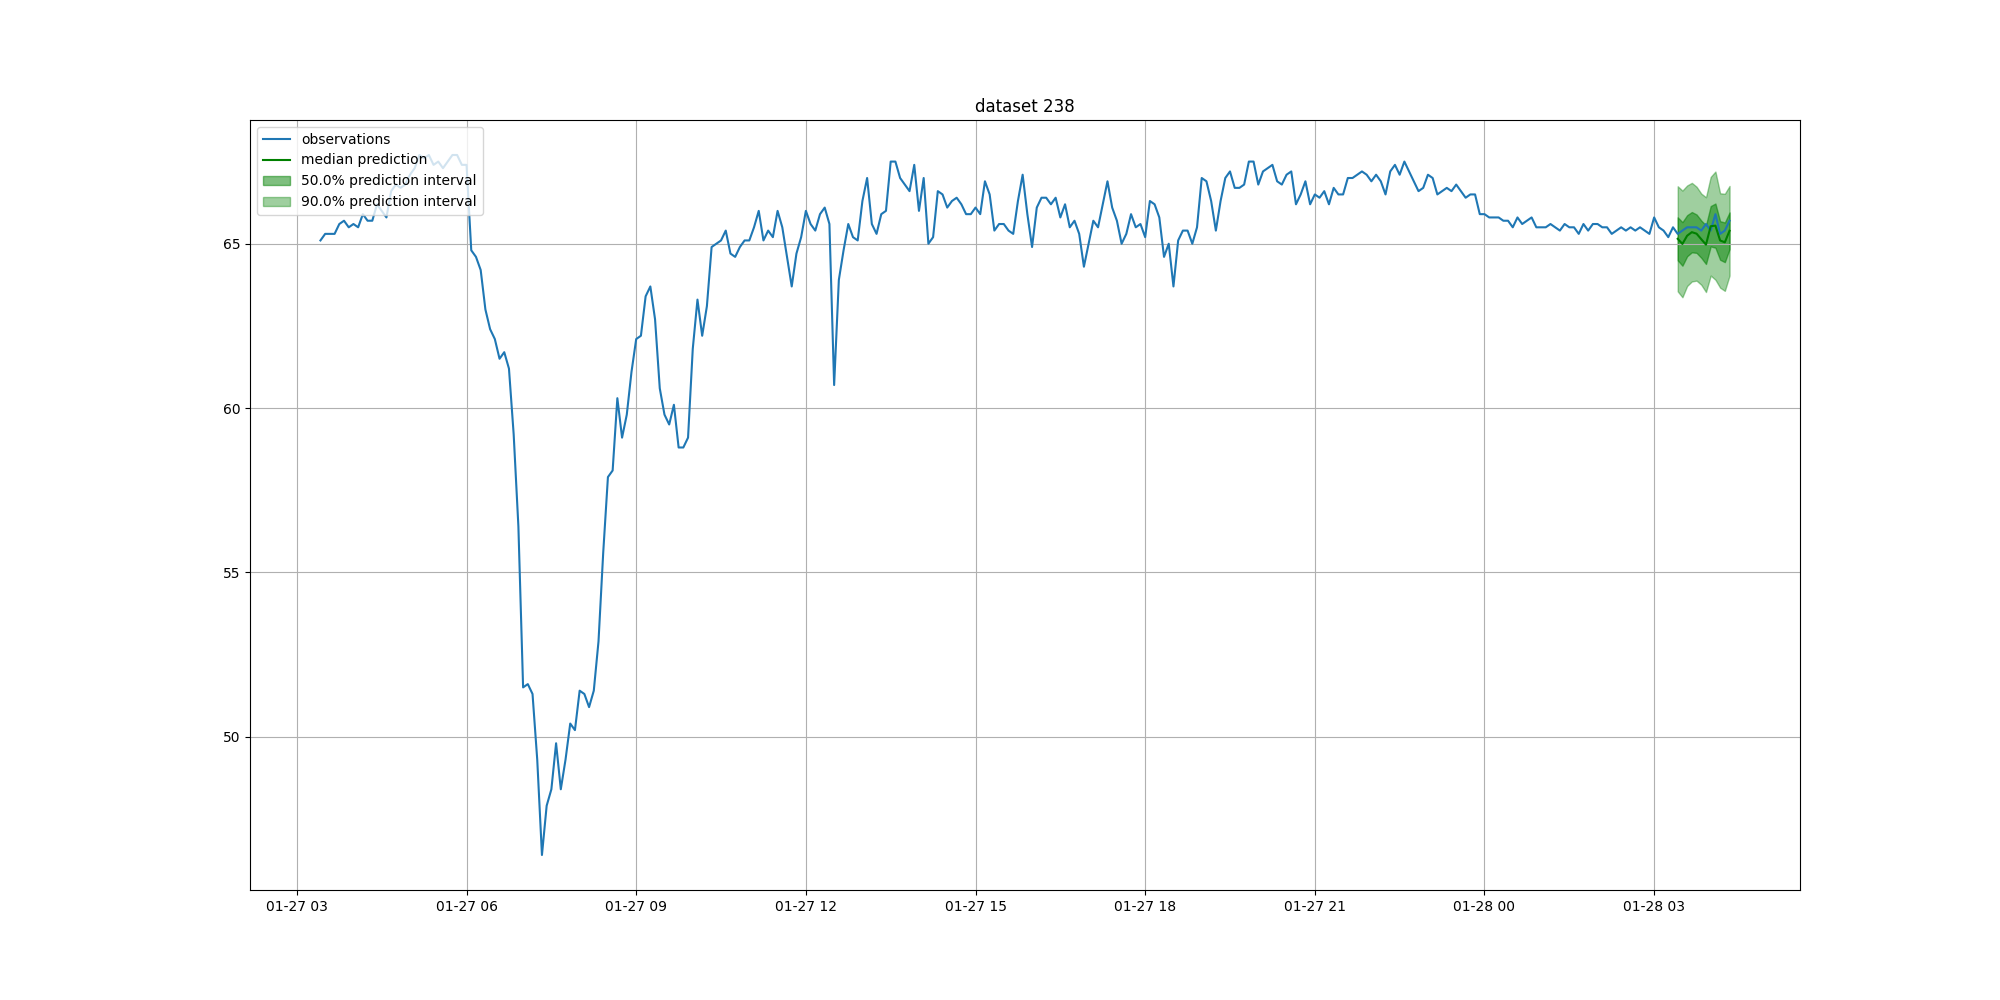 dataset 238
observations
median prediction
50.0% prediction interval
90.0% prediction interval
65
60
55
50
01-27 03 01-27 06 01-27 09 01-27 12 01-27 15 01-27 18 01-27 21 01-28 00 01-28 03